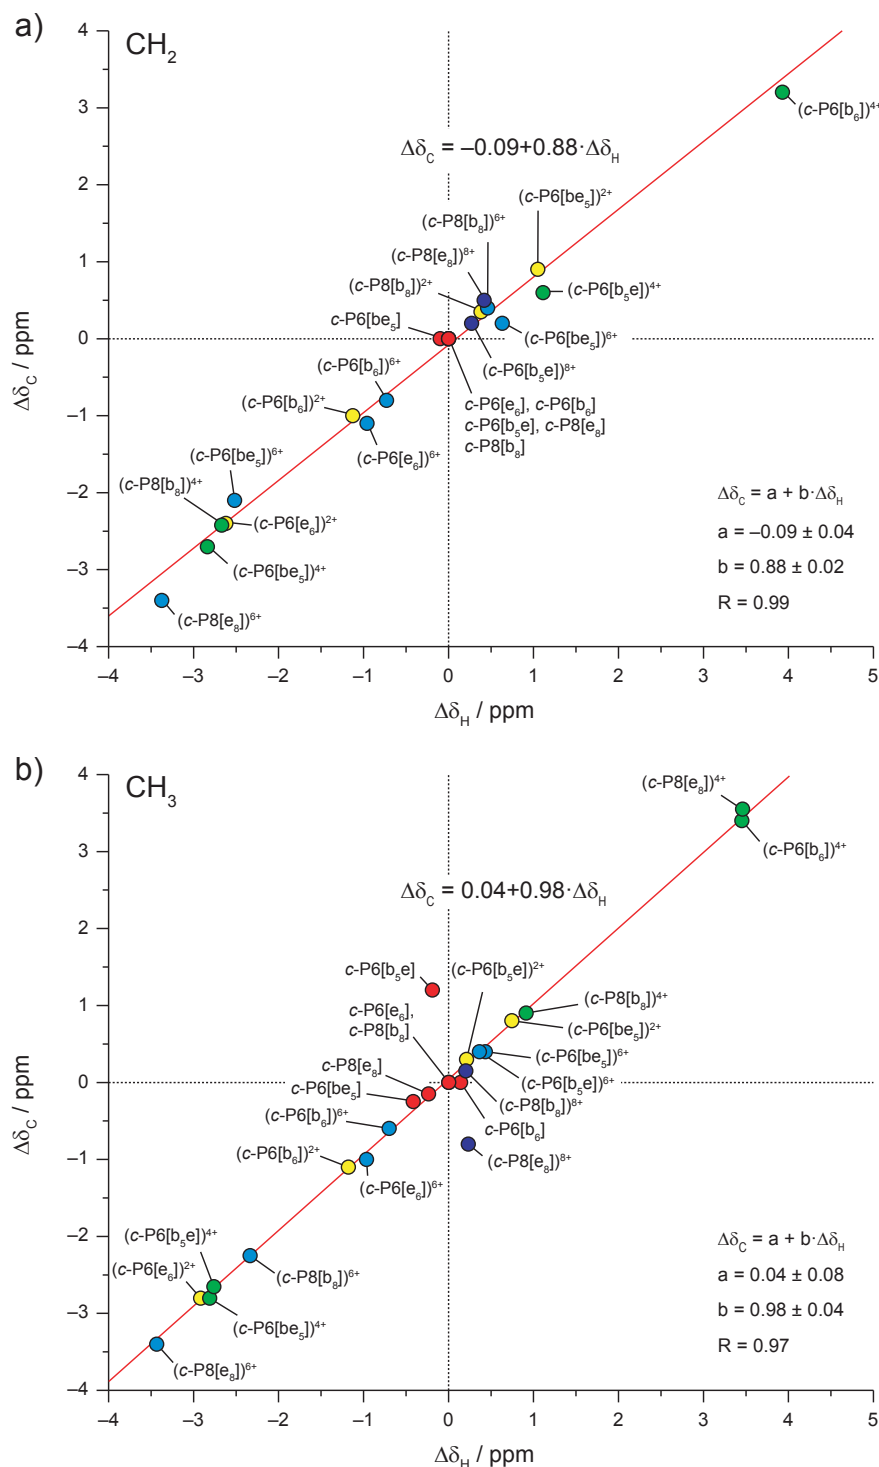 a)
CH₂
4
3
2
1
0
–1
–2
–3
–4
Δδ_C / ppm
Δδ_C = –0.09+0.88·Δδ_H
(c-P6[b₆])⁴⁺
(c-P6[be₅])²⁺
(c-P8[b₈])⁶⁺
(c-P8[e₈])⁸⁺
(c-P8[b₈])²⁺
(c-P6[b₅e])⁴⁺
c-P6[be₅]
(c-P6[be₅])⁶⁺
(c-P6[b₅e])⁸⁺
(c-P6[b₆])⁶⁺
(c-P6[b₆])²⁺
c-P6[e₆], c-P6[b₆]
c-P6[b₅e], c-P8[e₈]
c-P8[b₈]
(c-P6[e₆])⁶⁺
(c-P6[be₅])⁶⁺
(c-P8[b₈])⁴⁺
(c-P6[e₆])²⁺
(c-P6[be₅])⁴⁺
(c-P8[e₈])⁶⁺
Δδ_C = a + b·Δδ_H
a = –0.09 ± 0.04
b = 0.88 ± 0.02
R = 0.99
–4 –3 –2 –1 0 1 2 3 4 5
Δδ_H / ppm
b)
CH₃
4
3
2
1
0
–1
–2
–3
–4
Δδ_C / ppm
(c-P8[e₈])⁴⁺
(c-P6[b₆])⁴⁺
Δδ_C = 0.04+0.98·Δδ_H
c-P6[b₅e]
(c-P6[b₅e])²⁺
c-P6[e₆],
c-P8[b₈]
(c-P8[b₈])⁴⁺
(c-P6[be₅])²⁺
(c-P6[be₅])⁶⁺
c-P8[e₈]
c-P6[be₅]
(c-P6[b₅e])⁶⁺
(c-P8[b₈])⁸⁺
(c-P6[b₆])⁶⁺
c-P6[b₆]
(c-P6[b₆])²⁺
(c-P8[e₈])⁸⁺
(c-P6[e₆])⁶⁺
(c-P6[b₅e])⁴⁺
(c-P6[e₆])²⁺
(c-P8[b₈])⁶⁺
(c-P6[be₅])⁴⁺
(c-P8[e₈])⁶⁺
Δδ_C = a + b·Δδ_H
a = 0.04 ± 0.08
b = 0.98 ± 0.04
R = 0.97
–4 –3 –2 –1 0 1 2 3 4 5
Δδ_H / ppm